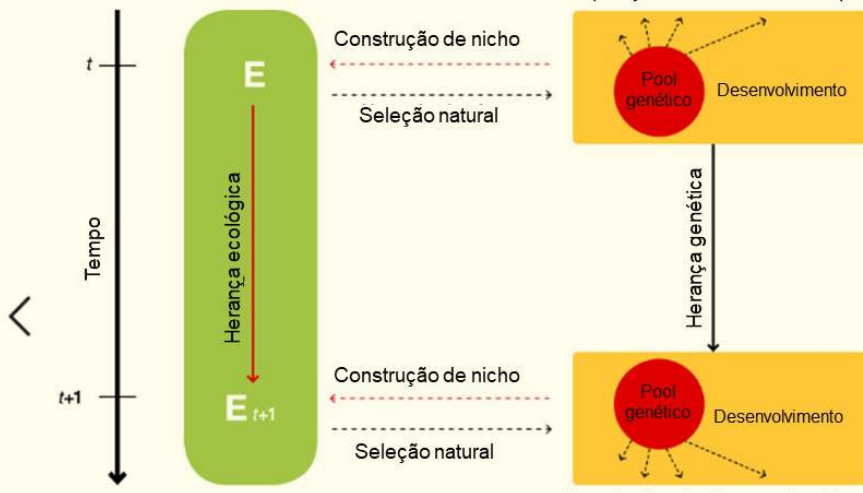 t
E
Construção de nicho
Seleção natural
Pool
genético
Desenvolvimento
Tempo
Herança ecológica
Herança genética
t+1
E t+1
Construção de nicho
Seleção natural
Pool
genético
Desenvolvimento